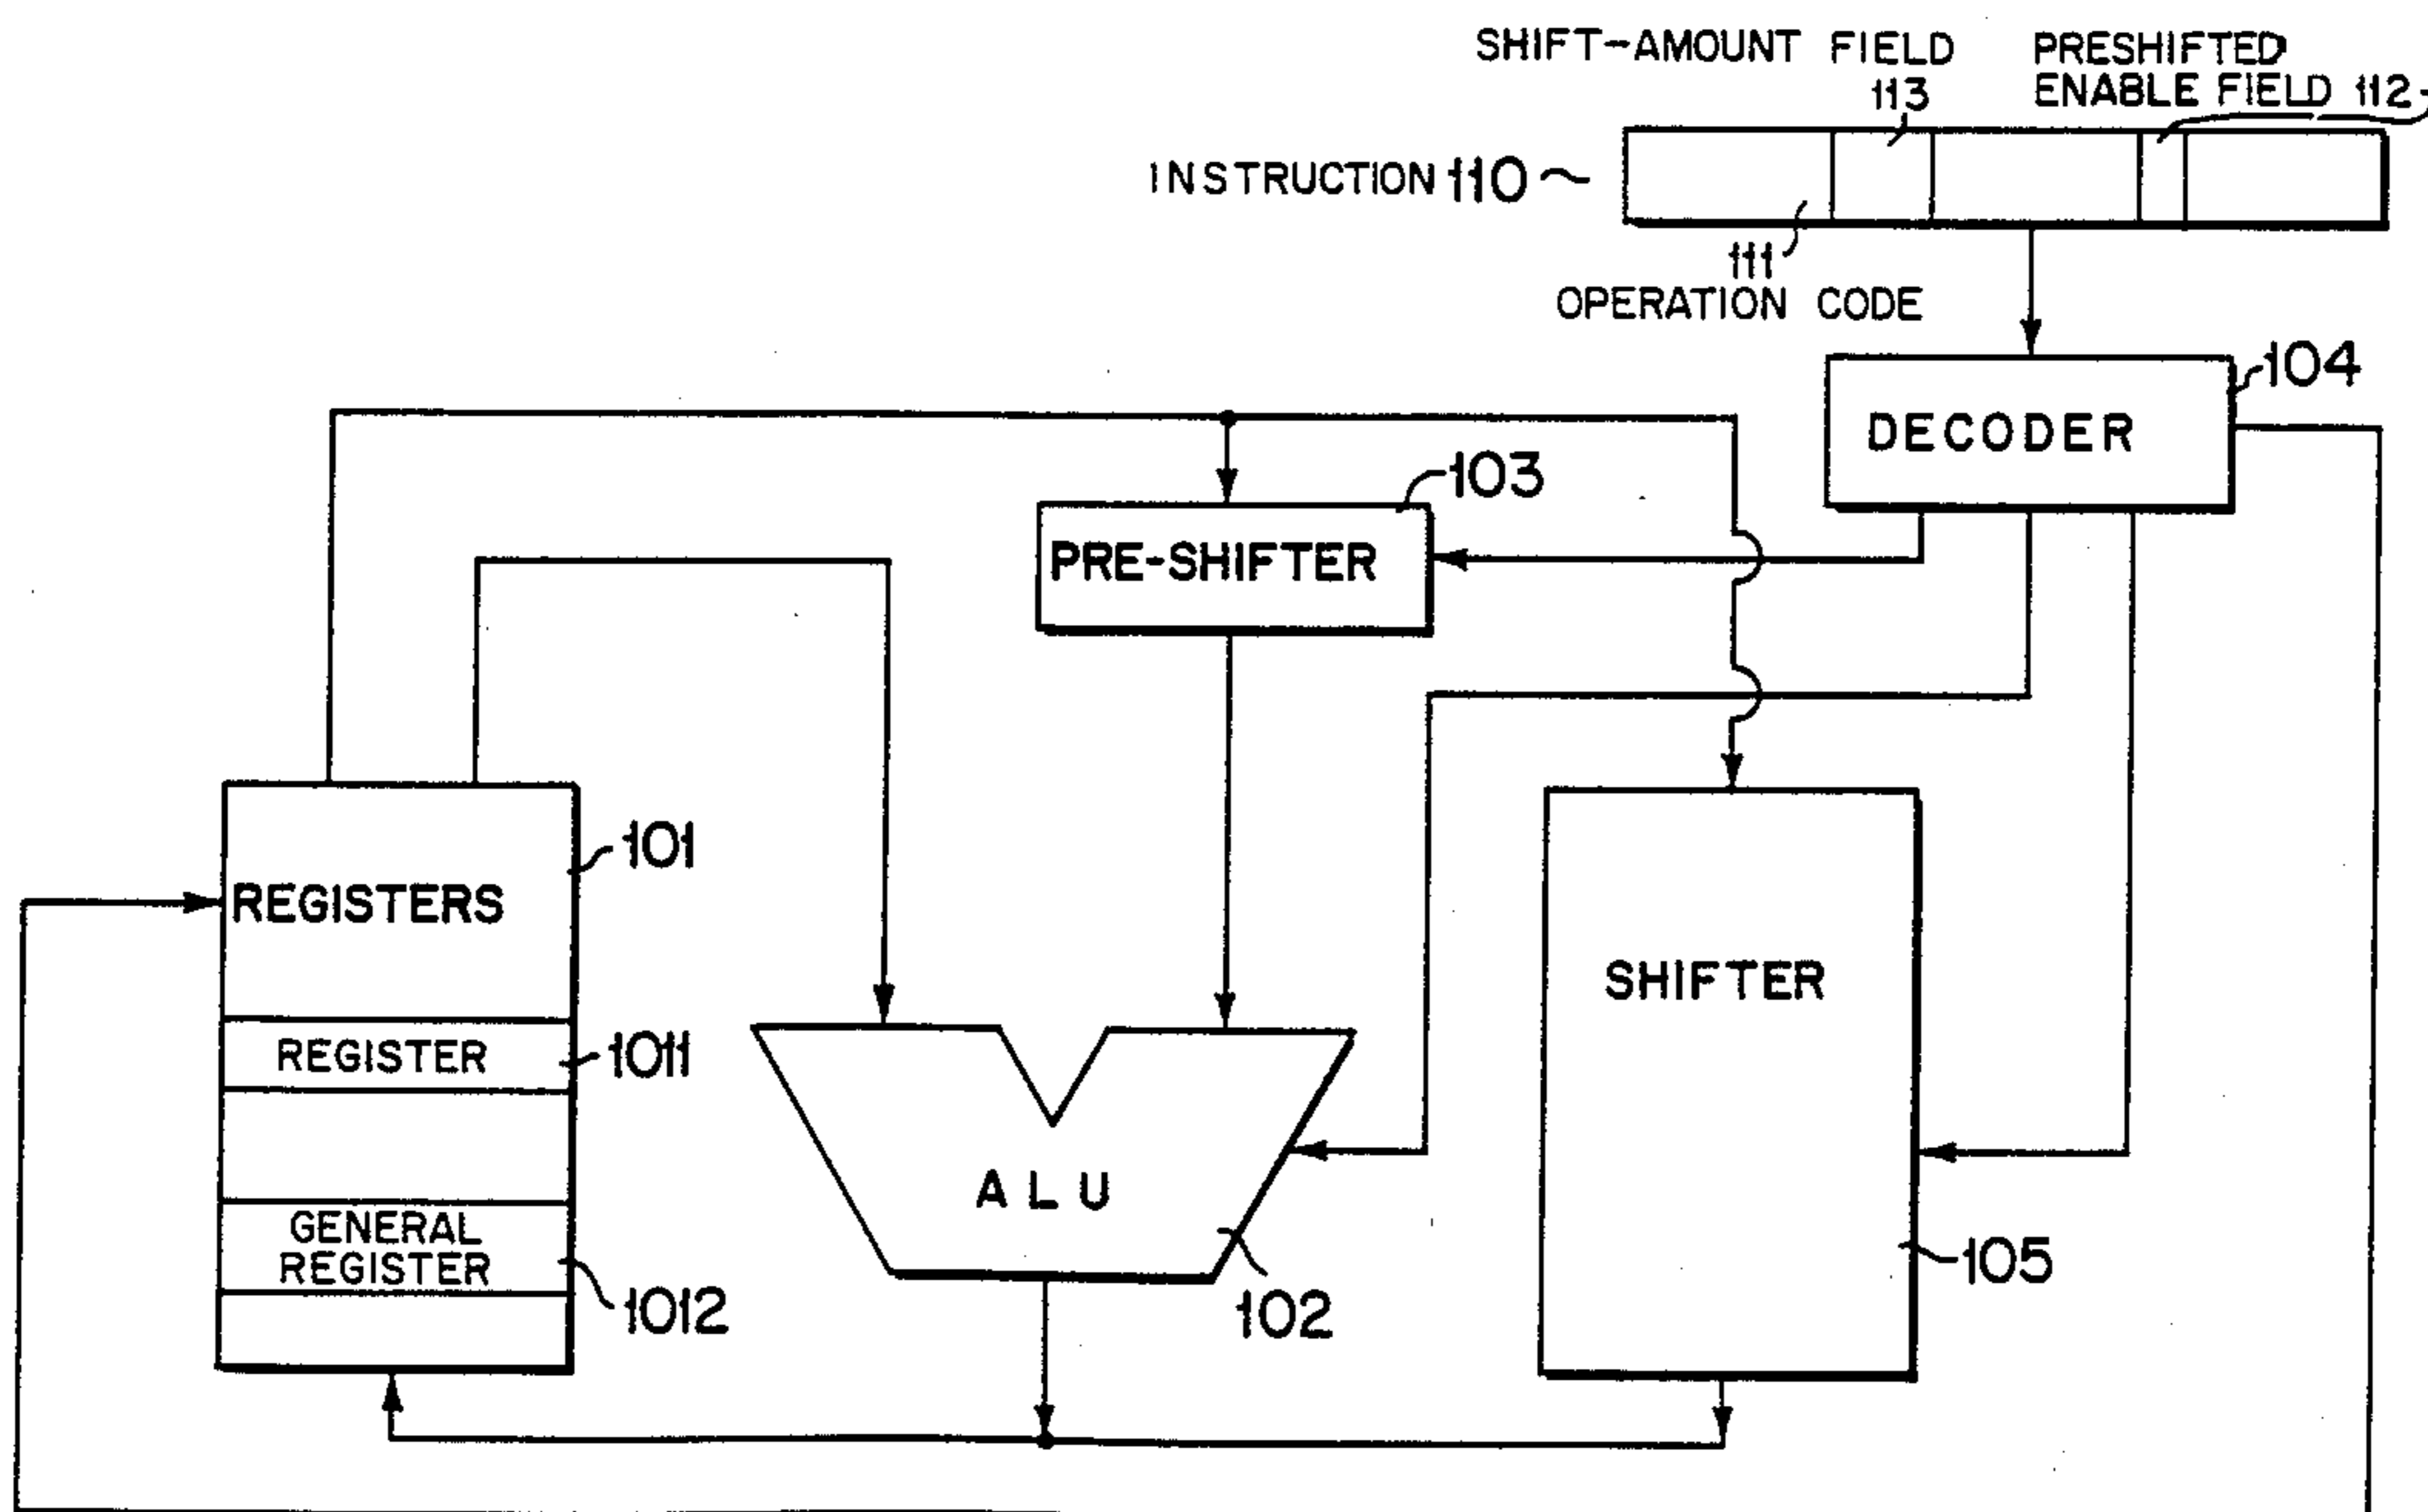 SHIFT-AMOUNT FIELD
113
PRESHIFTED
ENABLE FIELD 112
INSTRUCTION 110
111
OPERATION CODE
104
DECODER
103
PRE-SHIFTER
101
REGISTERS
SHIFTER
REGISTER
1011
ALU
GENERAL
REGISTER
1012
102
105